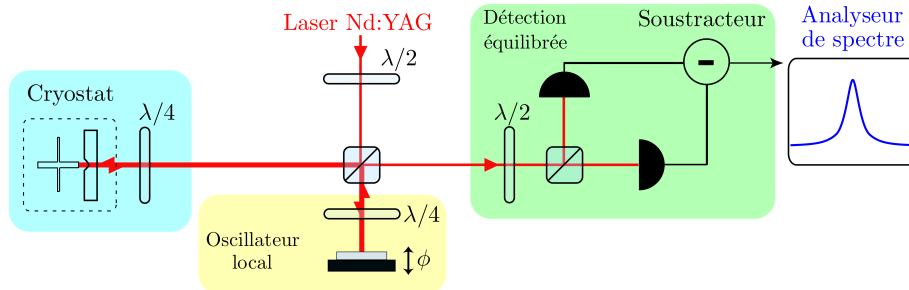 Laser Nd:YAG
λ/2
Cryostat
λ/4
λ/4
Oscillateur
local
ϕ
Détection
équilibrée
λ/2
Soustracteur
-
Analyseur
de spectre